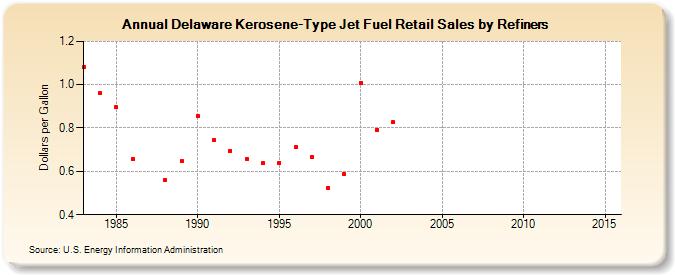 Annual Delaware Kerosene-Type Jet Fuel Retail Sales by Refiners
Dollars per Gallon
1.2
1.0
0.8
0.6
0.4
1985 1990 1995 2000 2005 2010 2015
Source: U.S. Energy Information Administration